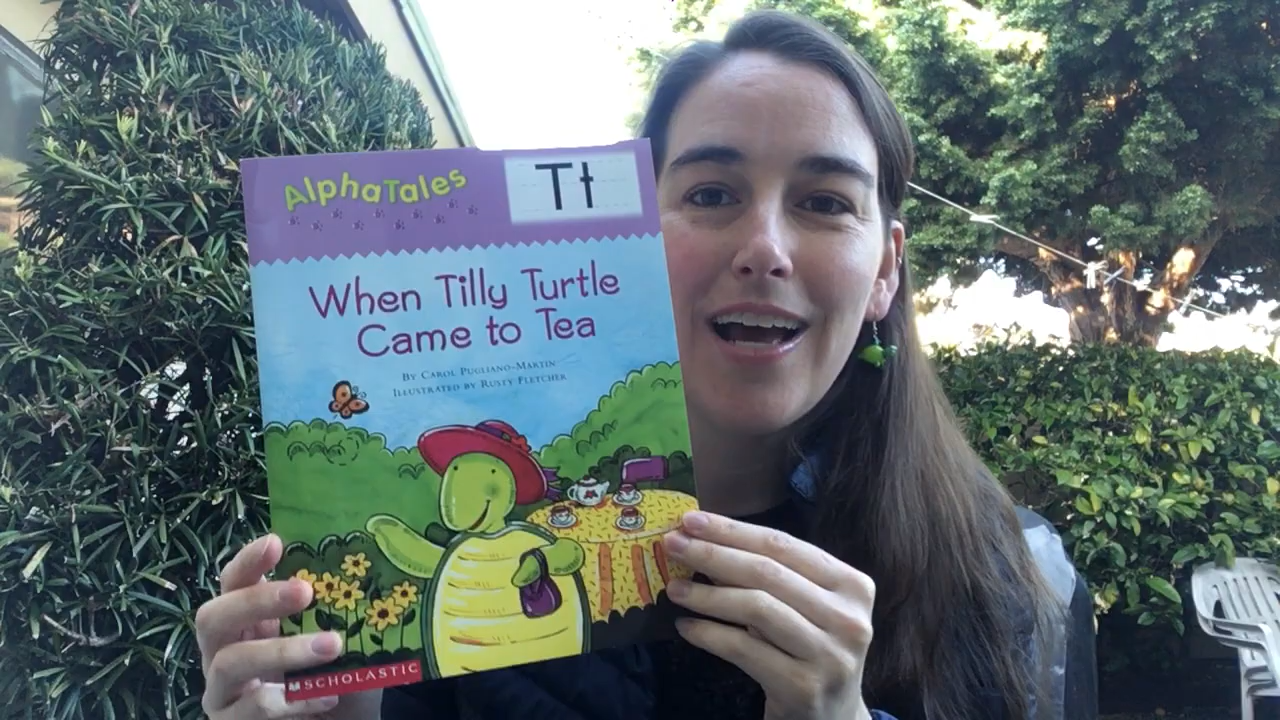 AlphaTales
Tt
When Tilly Turtle
Came to Tea
BY CAROL PUGLIANO-MARTIN
ILLUSTRATED BY RUSTY FLETCHER
SCHOLASTIC